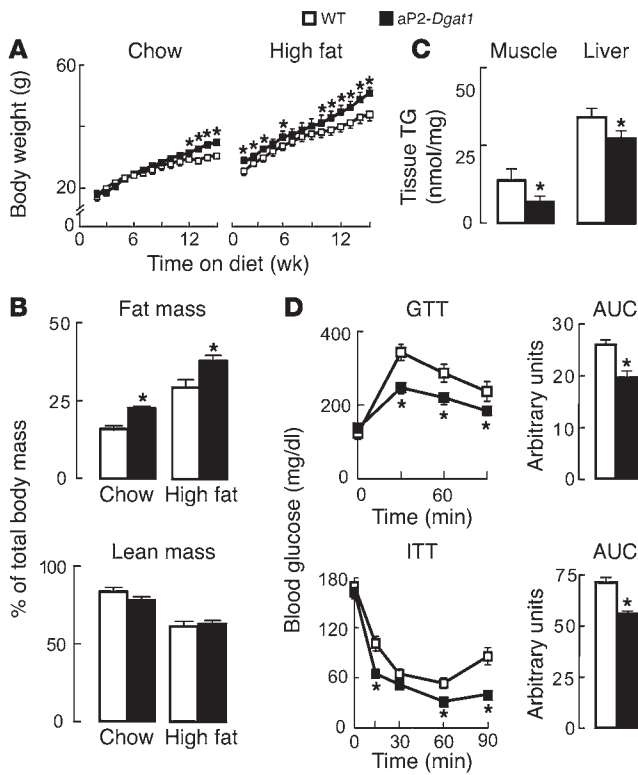 WT aP2-Dgat1
A
Chow High fat
Body weight (g)
60
20
0
0 6 12 0 6 12
Time on diet (wk)
* * * *
* * * * * * * * * *
C
Muscle Liver
Tissue TG
(nmol/mg)
50
25
0
* *
B
Fat mass
% of total body mass
50
25
0
* *
Chow High fat
Lean mass
100
50
0
Chow High fat
D
GTT AUC
Blood glucose (mg/dl)
400
200
0
* * *
0 60
Time (min)
Arbitrary units
30
20
10
0
*
ITT AUC
180
120
60
0
* * *
0 30 60 90
Time (min)
Arbitrary units
75
50
25
0
*